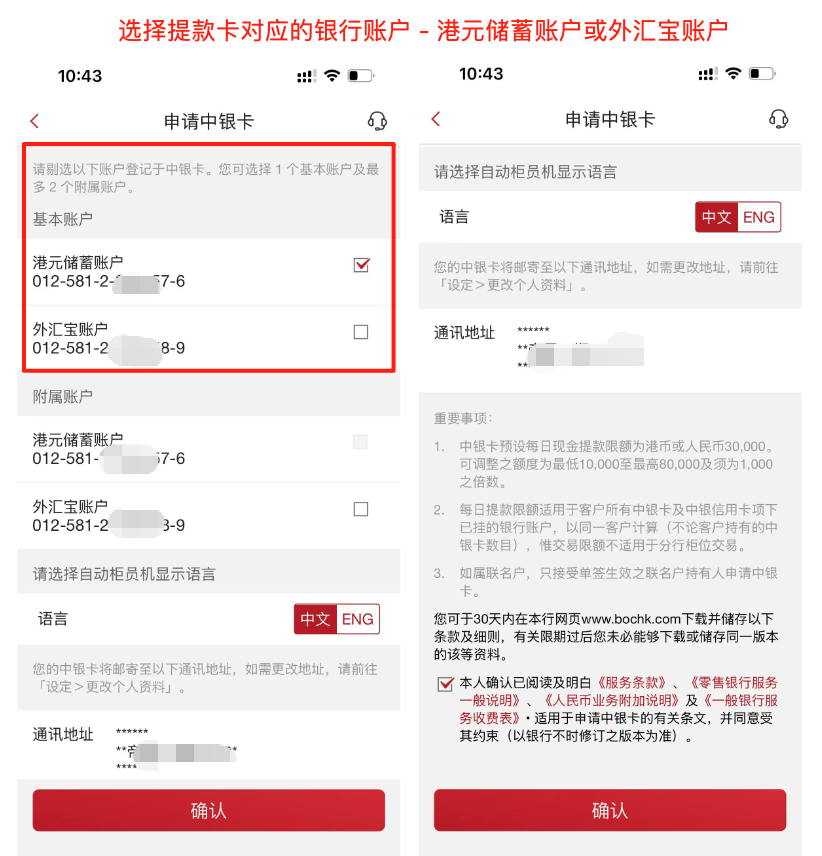 选择提款卡对应的银行账户 - 港元储蓄账户或外汇宝账户
10:43
申请中银卡
请剔选以下账户登记于中银卡。您可选择 1 个基本账户及最
多 2 个附属账户。
基本账户
港元储蓄账户
012-581-2- 57-6
外汇宝账户
012-581-2 8-9
附属账户
港元储蓄账户
012-581- 57-6
外汇宝账户
012-581-2 8-9
请选择自动柜员机显示语言
语言
中文 ENG
您的中银卡将邮寄至以下通讯地址，如需更改地址，请前往
「设定＞更改个人资料」。
通讯地址
******
**
****
确认
10:43
申请中银卡
请选择自动柜员机显示语言
语言
中文 ENG
您的中银卡将邮寄至以下通讯地址，如需更改地址，请前往
「设定＞更改个人资料」。
通讯地址
******
**
***
重要事项：
1. 中银卡预设每日现金提款限额为港币或人民币30,000。
可调整之额度为最低10,000至最高80,000及须为1,000
之倍数。
2. 每日提款限额适用于客户所有中银卡及中银信用卡项下
已挂的银行账户，以同一客户计算（不论客户持有的中
银卡数目），惟交易限额不适用于分行柜位交易。
3. 如属联名户，只接受单签生效之联名户持有人申请中银
卡。
您可于30天内在本行网页www.bochk.com下载并储存以下
条款及细则，有关限期过后您未必能够下载或储存同一版本
的该等资料。
本人确认已阅读及明白《服务条款》、《零售银行服务
一般说明》、《人民币业务附加说明》及《一般银行服
务收费表》·适用于申请中银卡的有关条文，并同意受
其约束（以银行不时修订之版本为准）。
确认